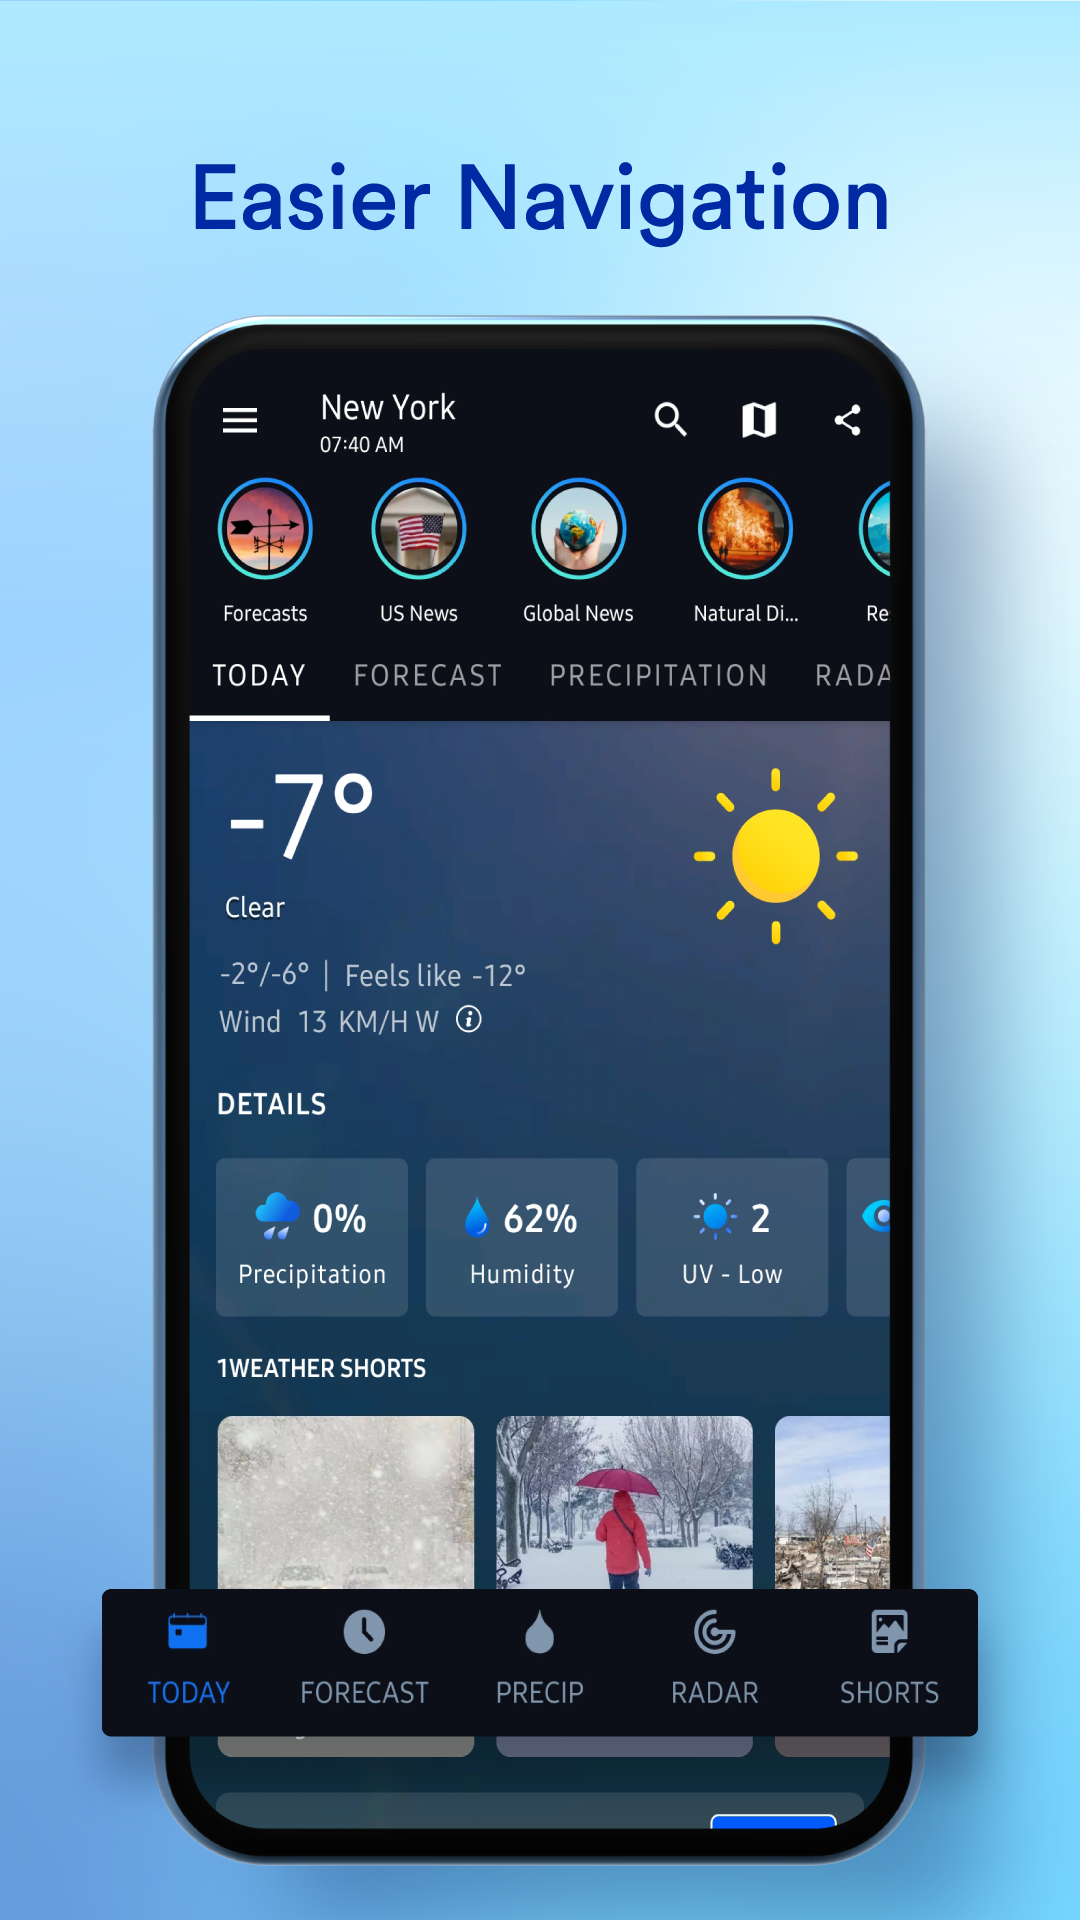 Easier Navigation
New York
07:40 AM
Forecasts US News Global News Natural Di... Re
TODAY FORECAST PRECIPITATION RADA
-7°
Clear
-2°/-6° | Feels like -12°
Wind 13 KM/H W
DETAILS
0% 62% 2
Precipitation Humidity UV - Low
1WEATHER SHORTS
TODAY FORECAST PRECIP RADAR SHORTS